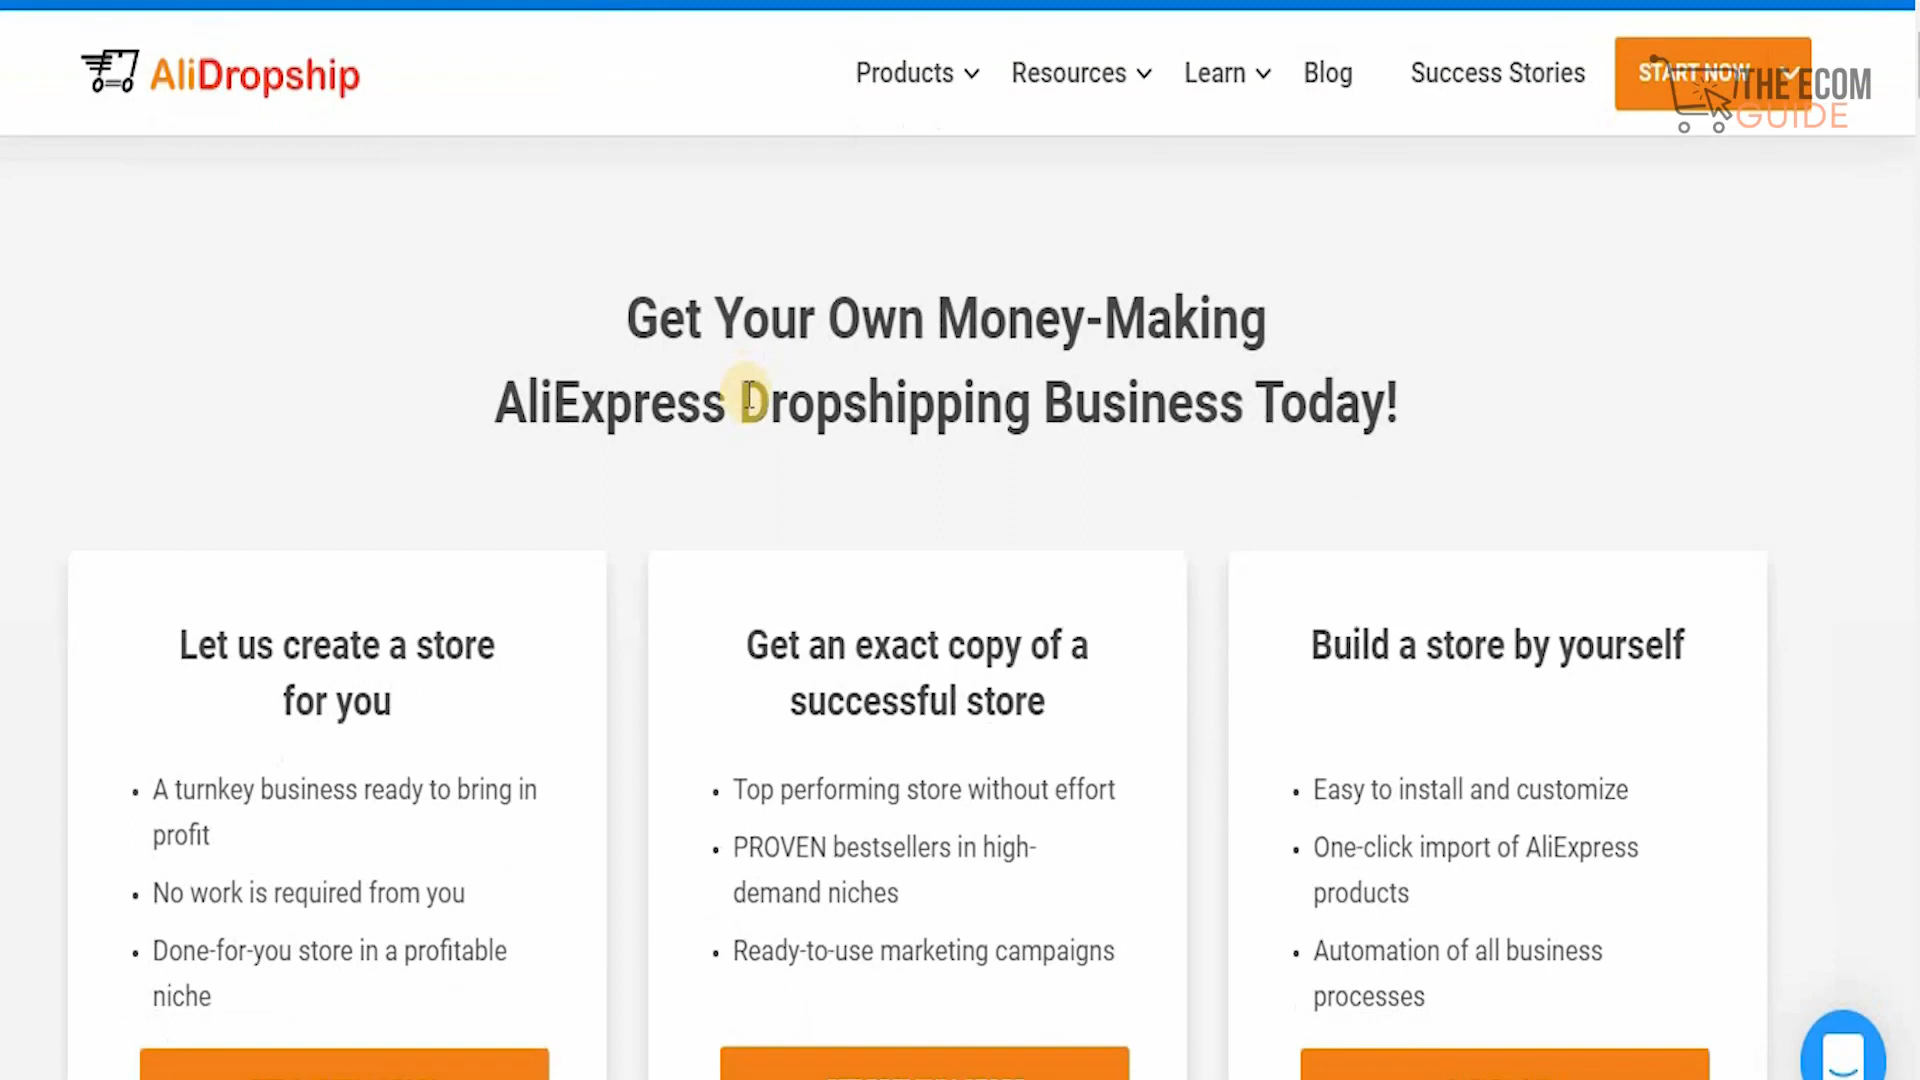 AliDropship
Products
Resources
Learn
Blog
Success Stories
START NOW
THE ECOM
GUIDE
Get Your Own Money-Making
AliExpress Dropshipping Business Today!
Let us create a store
for you
• A turnkey business ready to bring in
profit
• No work is required from you
• Done-for-you store in a profitable
niche
Get an exact copy of a
successful store
• Top performing store without effort
• PROVEN bestsellers in high-
demand niches
• Ready-to-use marketing campaigns
Build a store by yourself
• Easy to install and customize
• One-click import of AliExpress
products
• Automation of all business
processes